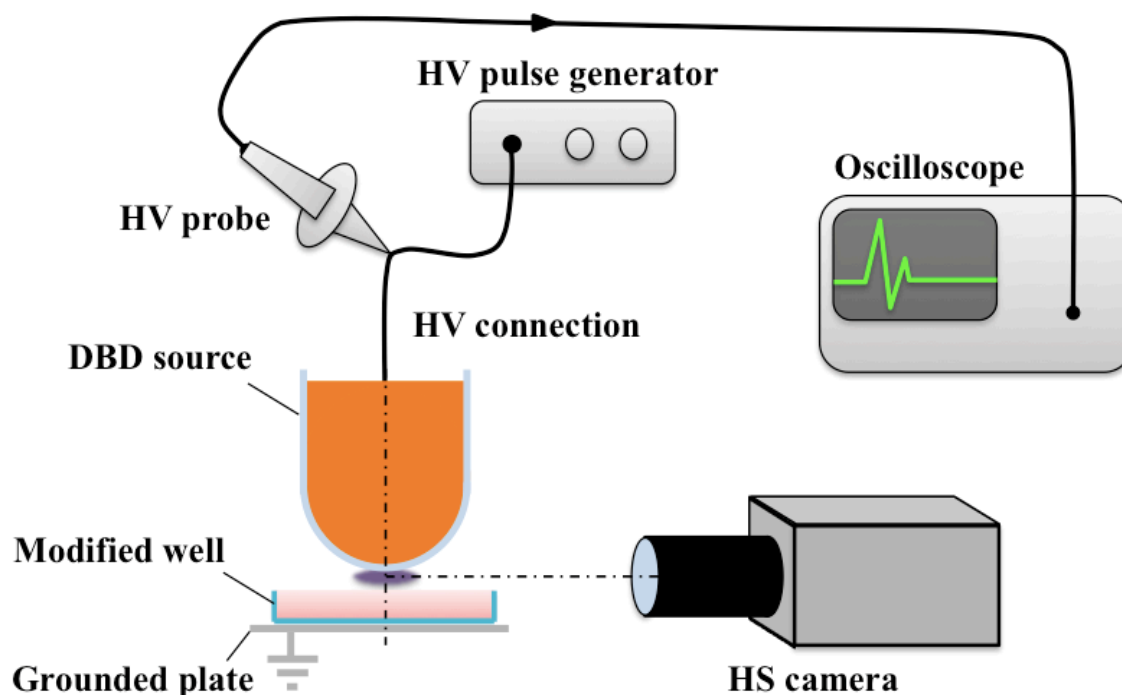 HV pulse generator
Oscilloscope
HV probe
HV connection
DBD source
Modified well
Grounded plate
HS camera